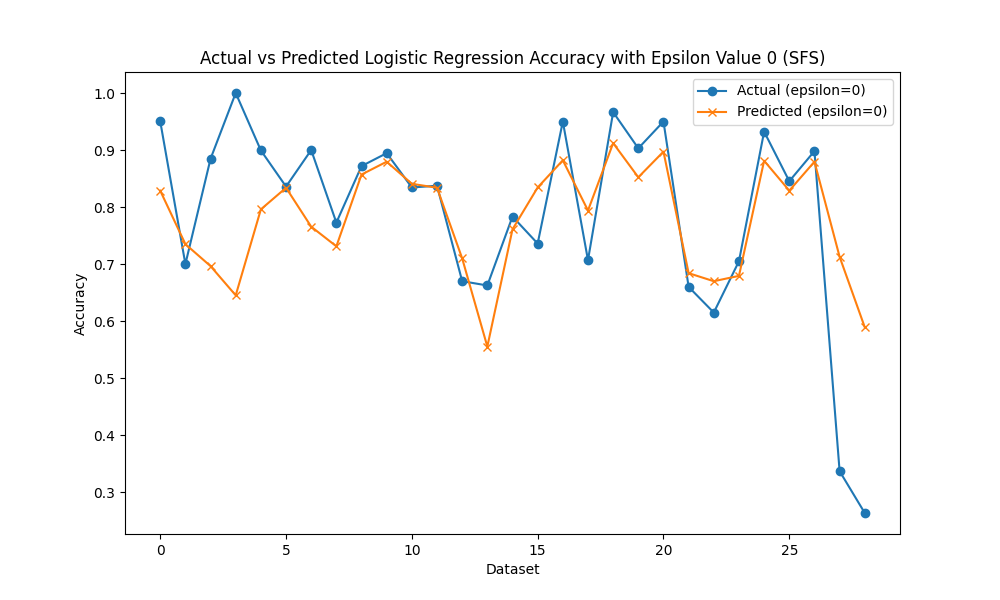 Actual vs Predicted Logistic Regression Accuracy with Epsilon Value 0 (SFS)
Actual (epsilon=0)
Predicted (epsilon=0)
Accuracy
1.0
0.9
0.8
0.7
0.6
0.5
0.4
0.3
0 5 10 15 20 25
Dataset